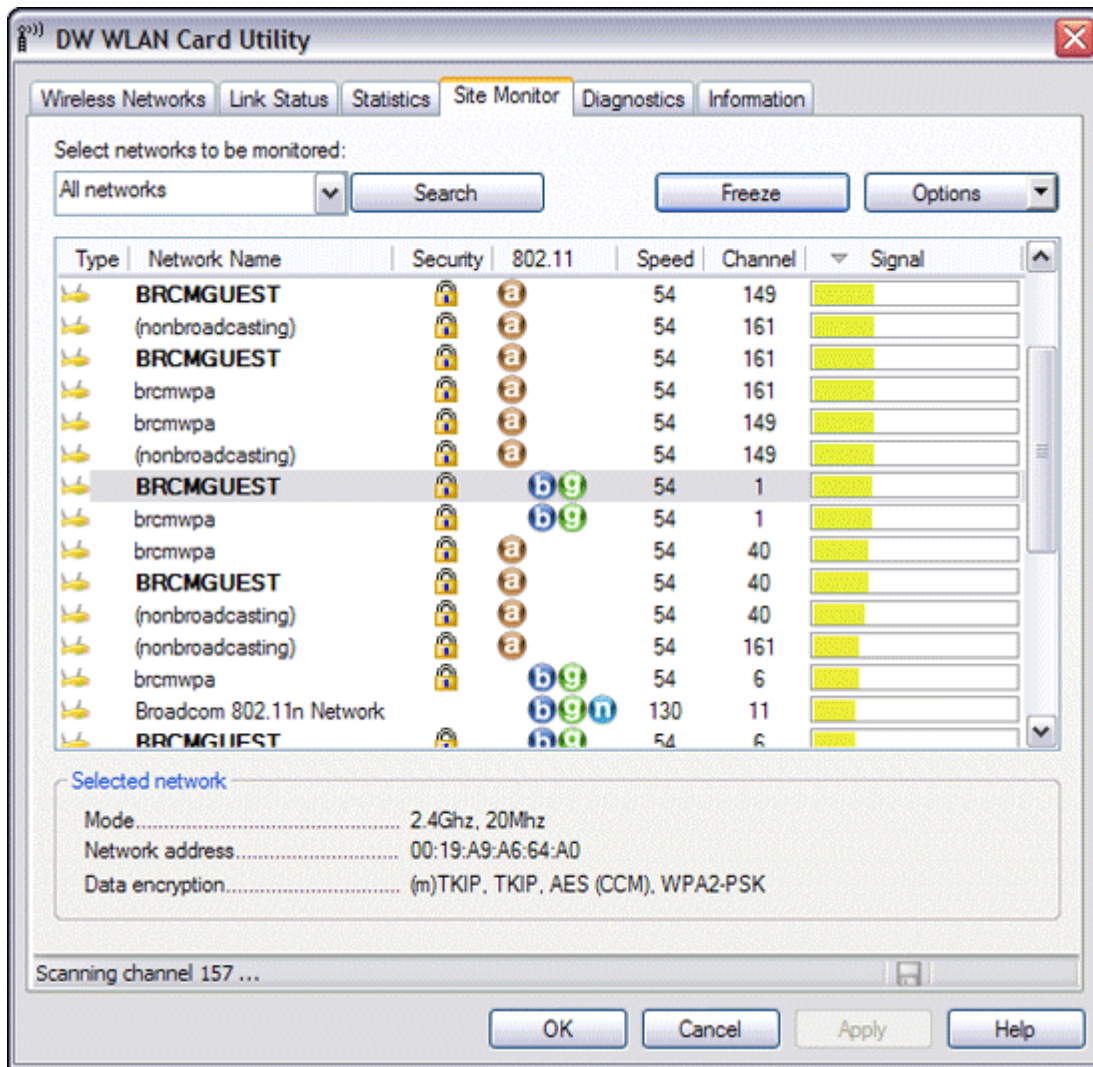 DW WLAN Card Utility
Wireless Networks Link Status Statistics Site Monitor Diagnostics Information
Select networks to be monitored:
All networks Search Freeze Options
Type Network Name Security 802.11 Speed Channel Signal
BRCMGUEST a 54 149
(nonbroadcasting) a 54 161
BRCMGUEST a 54 161
brcmwpa a 54 161
brcmwpa a 54 149
(nonbroadcasting) a 54 149
BRCMGUEST b g 54 1
brcmwpa b g 54 1
brcmwpa a 54 40
BRCMGUEST a 54 40
(nonbroadcasting) a 54 40
(nonbroadcasting) a 54 161
brcmwpa b g 54 6
Broadcom 802.11n Network b g n 130 11
BRCMGUEST b g 54 6
Selected network
Mode............................................ 2.4Ghz, 20Mhz
Network address........................... 00:19:A9:A6:64:A0
Data encryption............................. (m)TKIP, TKIP, AES (CCM), WPA2-PSK
Scanning channel 157 ...
OK Cancel Apply Help